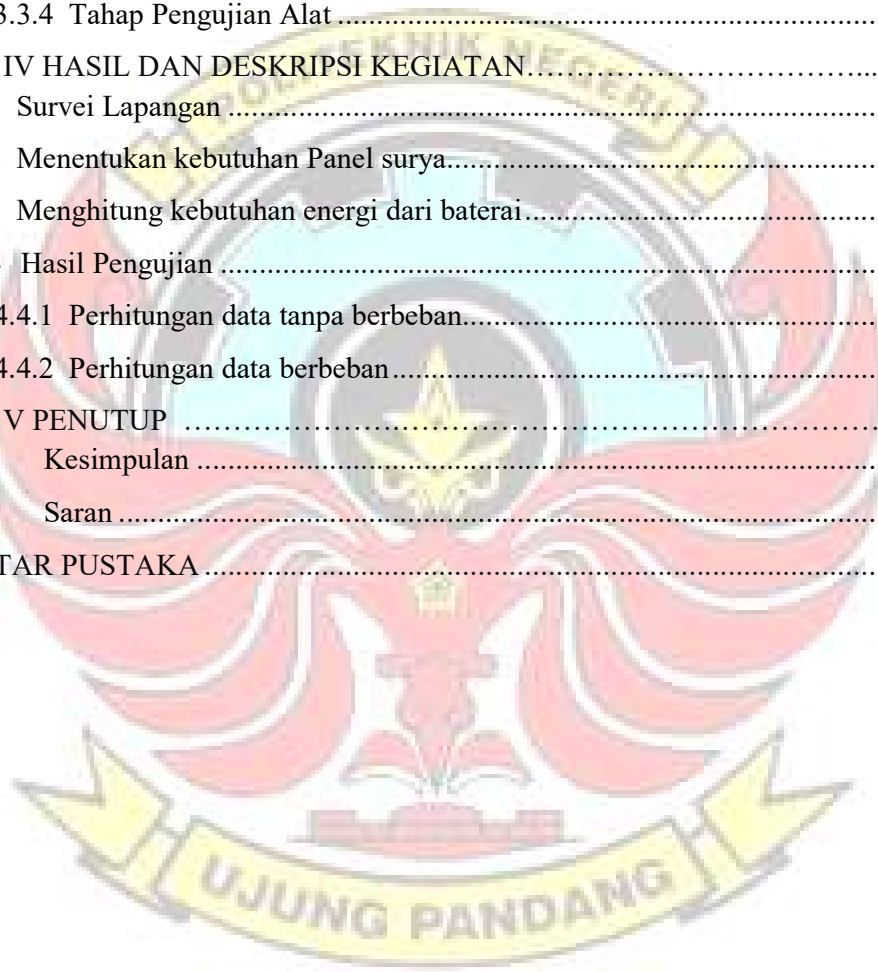 3.3.4 Tahap Pengujian Alat ........................................................................
IV HASIL DAN DESKRIPSI KEGIATAN……………………………...
Survei Lapangan ........................................................................................
Menentukan kebutuhan Panel surya...........................................................
Menghitung kebutuhan energi dari baterai................................................
Hasil Pengujian .........................................................................................
4.4.1 Perhitungan data tanpa berbeban.......................................................
4.4.2 Perhitungan data berbeban ................................................................
V PENUTUP ……………………………………………………………….
Kesimpulan .............................................................................................
Saran ........................................................................................................
TAR PUSTAKA ..........................................................................................
POLITEKNIK NEGERI
UJUNG PANDANG